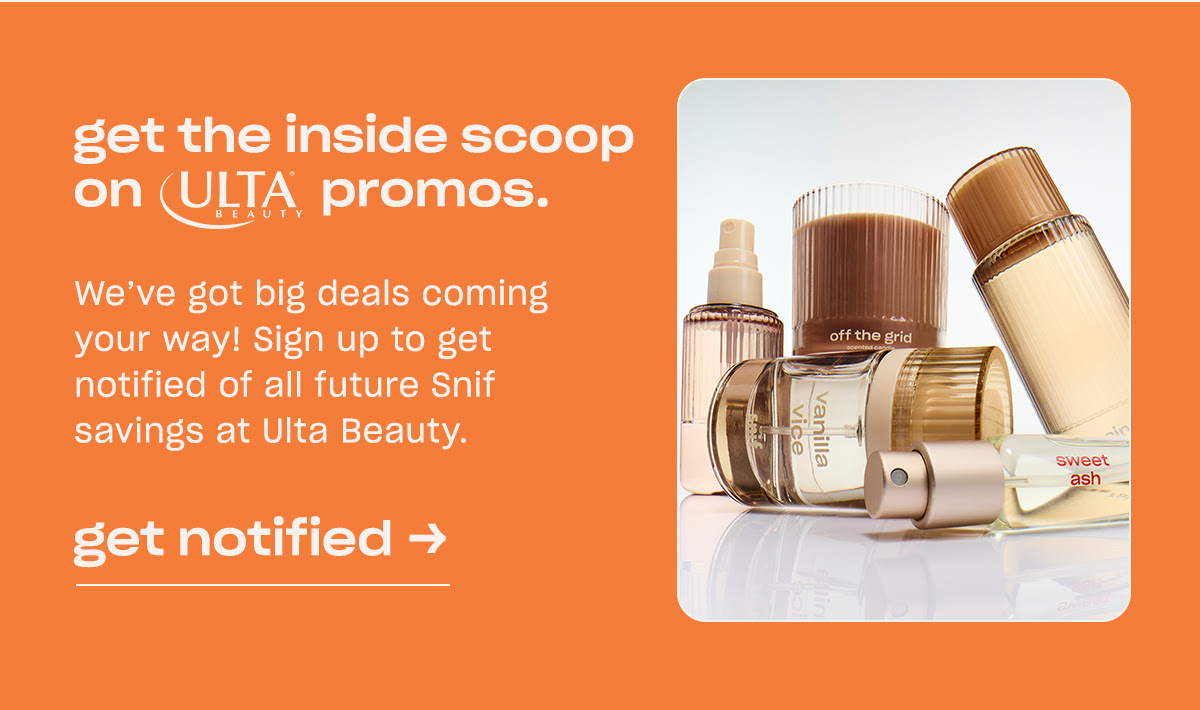 get the inside scoop
on ULTA BEAUTY promos.
We’ve got big deals coming
your way! Sign up to get
notified of all future Snif
savings at Ulta Beauty.
get notified →
off the grid
scented candle
vanilla
vice
sweet
ash